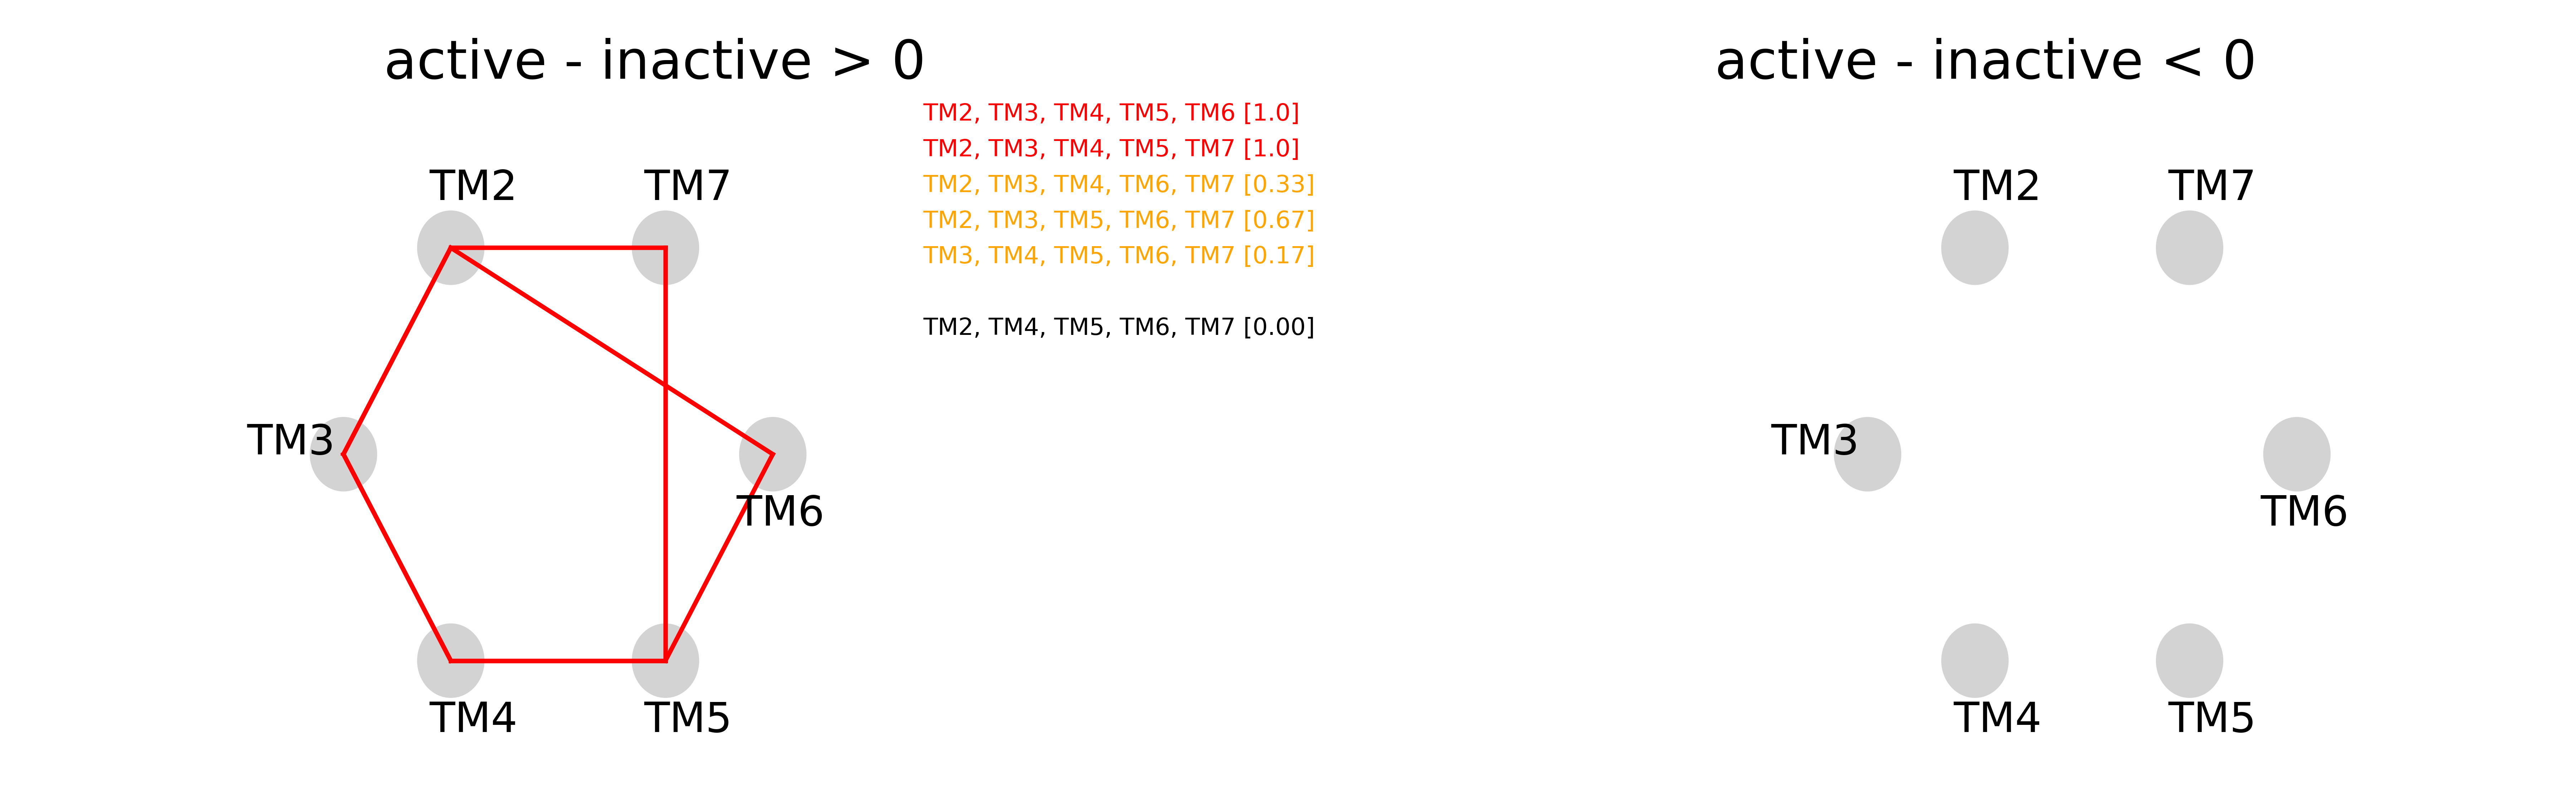 active - inactive > 0
TM2, TM3, TM4, TM5, TM6 [1.0]
TM2, TM3, TM4, TM5, TM7 [1.0]
TM2, TM3, TM4, TM6, TM7 [0.33]
TM2, TM3, TM5, TM6, TM7 [0.67]
TM3, TM4, TM5, TM6, TM7 [0.17]
TM2, TM4, TM5, TM6, TM7 [0.00]
TM2
TM7
TM3
TM6
TM4
TM5
active - inactive < 0
TM2
TM7
TM3
TM6
TM4
TM5